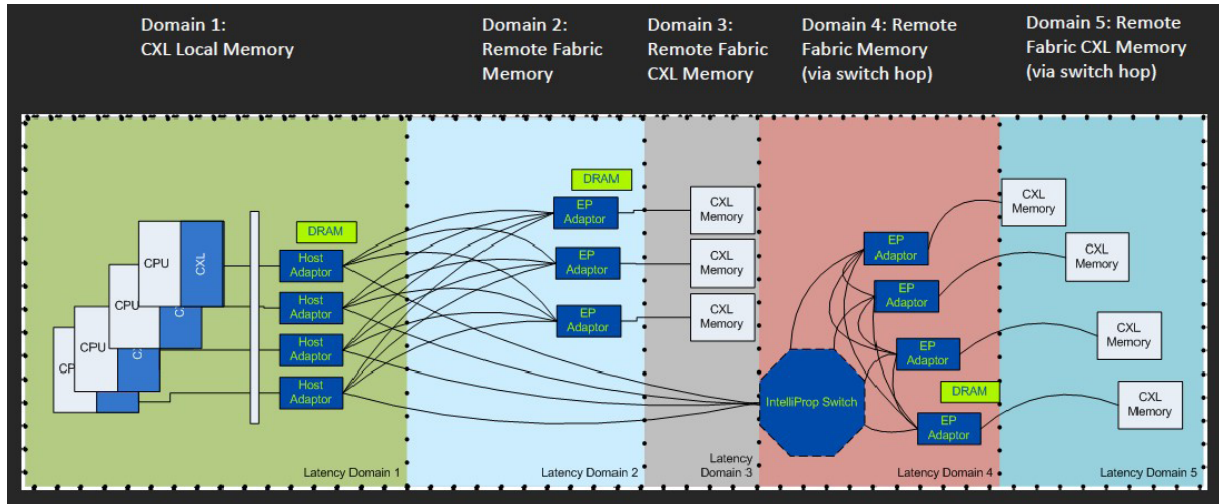 Domain 1:
CXL Local Memory
Domain 2:
Remote Fabric
Memory
Domain 3:
Remote Fabric
CXL Memory
Domain 4: Remote
Fabric Memory
(via switch hop)
Domain 5: Remote
Fabric CXL Memory
(via switch hop)
CPU
CXL
CPU
CPU
DRAM
Host
Adaptor
Host
Adaptor
Host
Adaptor
Host
Adaptor
Latency Domain 1
DRAM
EP
Adaptor
EP
Adaptor
EP
Adaptor
Latency Domain 2
CXL
Memory
CXL
Memory
CXL
Memory
Latency
Domain 3
IntelliProp Switch
EP
Adaptor
EP
Adaptor
EP
Adaptor
DRAM
EP
Adaptor
Latency Domain 4
CXL
Memory
CXL
Memory
CXL
Memory
CXL
Memory
Latency Domain 5